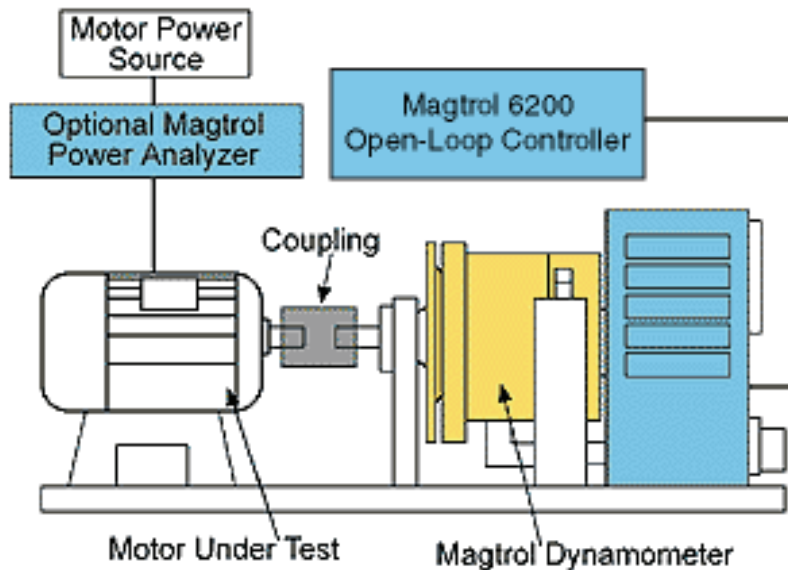 Motor Power
Source
Optional Magtrol
Power Analyzer
Magtrol 6200
Open-Loop Controller
Coupling
Motor Under Test
Magtrol Dynamometer